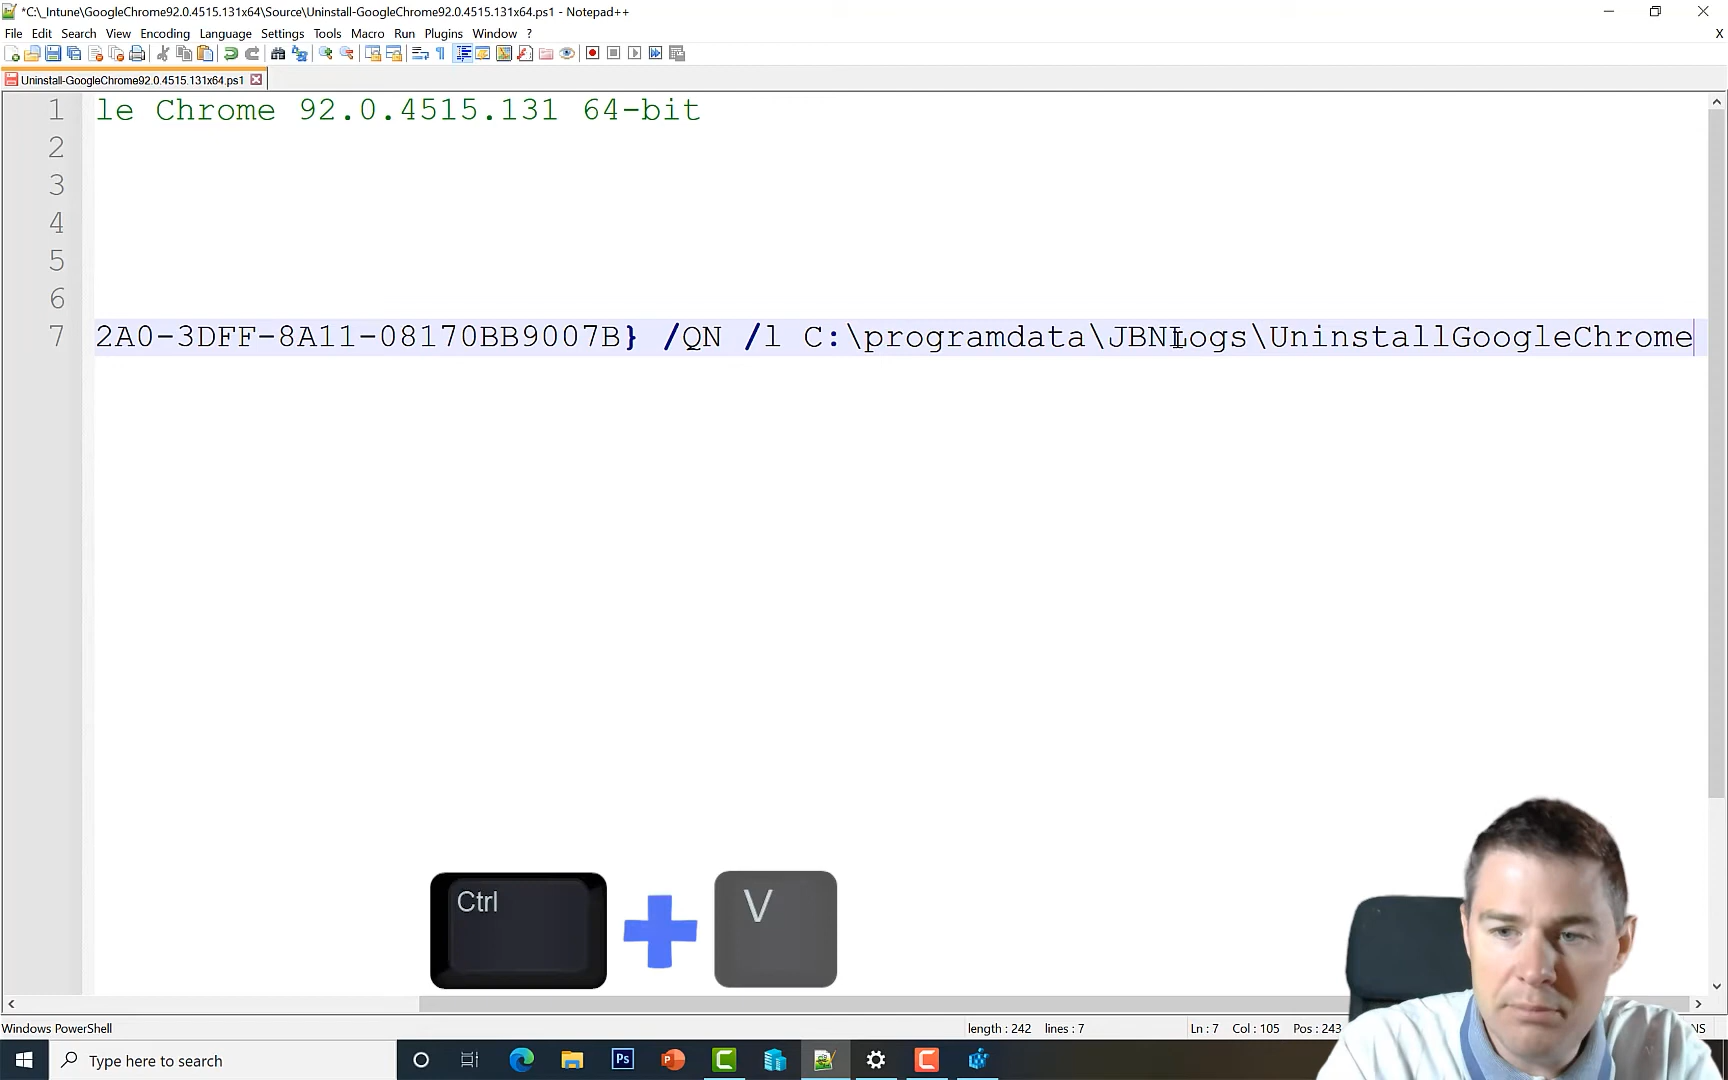 *C:\_Intune\GoogleChrome92.0.4515.131x64\Source\Uninstall-GoogleChrome92.0.4515.131x64.ps1 - Notepad++
File Edit Search View Encoding Language Settings Tools Macro Run Plugins Window ? X
Uninstall-GoogleChrome92.0.4515.131x64.ps1
1 le Chrome 92.0.4515.131 64-bit
2
3
4
5
6
7 2A0-3DFF-8A11-08170BB9007B} /QN /l C:\programdata\JBNLogs\UninstallGoogleChrome
Ctrl V
Windows PowerShell length : 242 lines : 7 Ln : 7 Col : 105 Pos : 243 NS
Type here to search Ps P C C